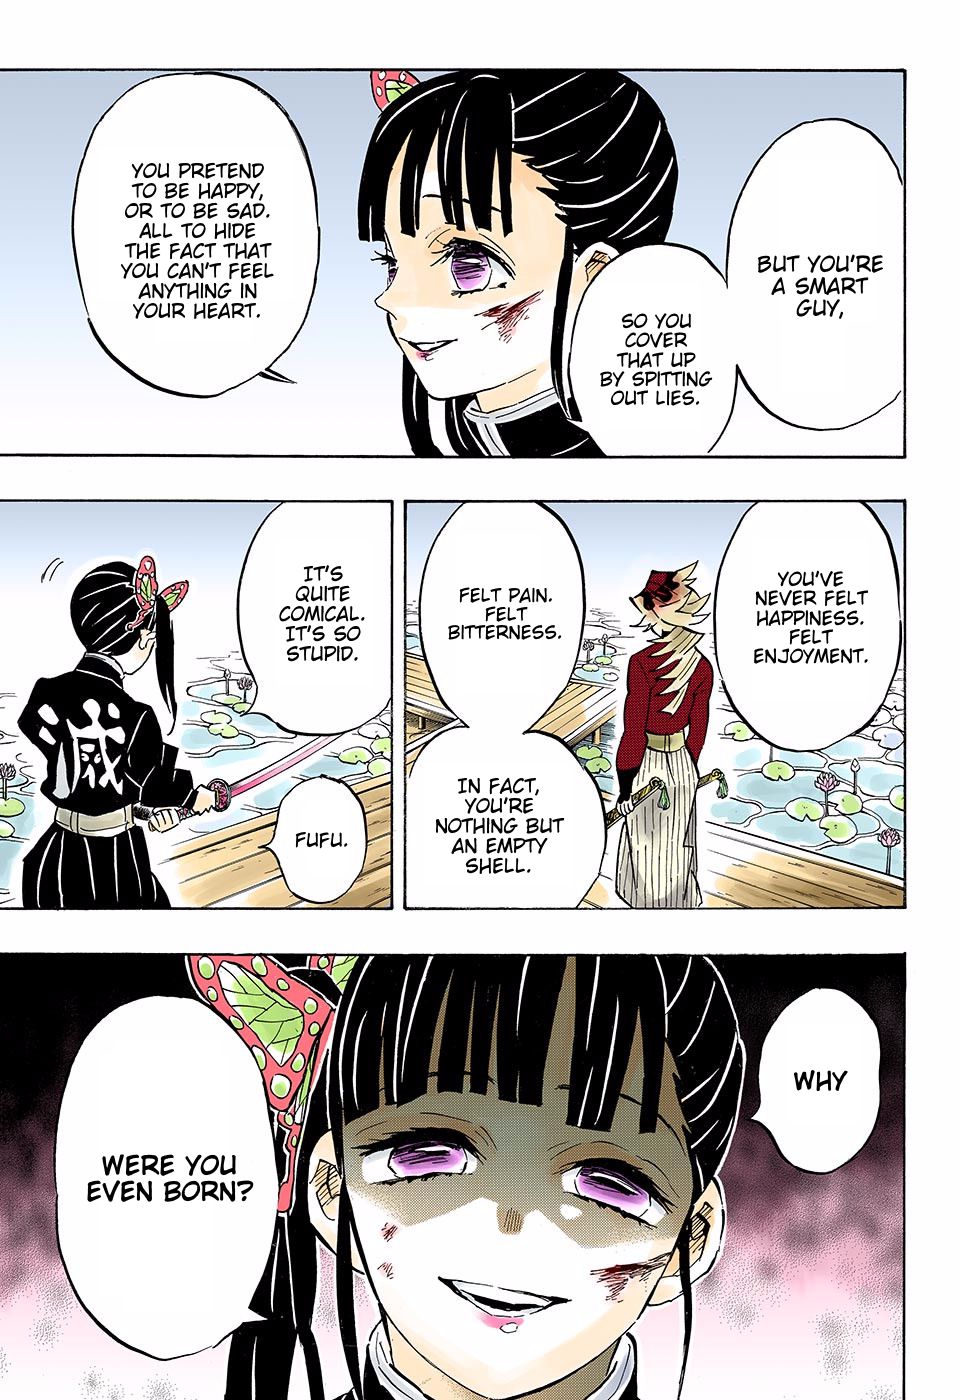 BUT YOU'RE
A SMART
GUY,
SO YOU
COVER
THAT UP
BY SPITTING
OUT LIES.
YOU PRETEND
TO BE HAPPY,
OR TO BE SAD.
ALL TO HIDE
THE FACT THAT
YOU CAN'T FEEL
ANYTHING IN
YOUR HEART.
YOU'VE
NEVER FELT
HAPPINESS.
FELT
ENJOYMENT.
FELT PAIN.
FELT
BITTERNESS.
IN FACT,
YOU'RE
NOTHING BUT
AN EMPTY
SHELL.
IT'S
QUITE
COMICAL.
IT'S SO
STUPID.
FUFU.
滅
WHY
WERE YOU
EVEN BORN?